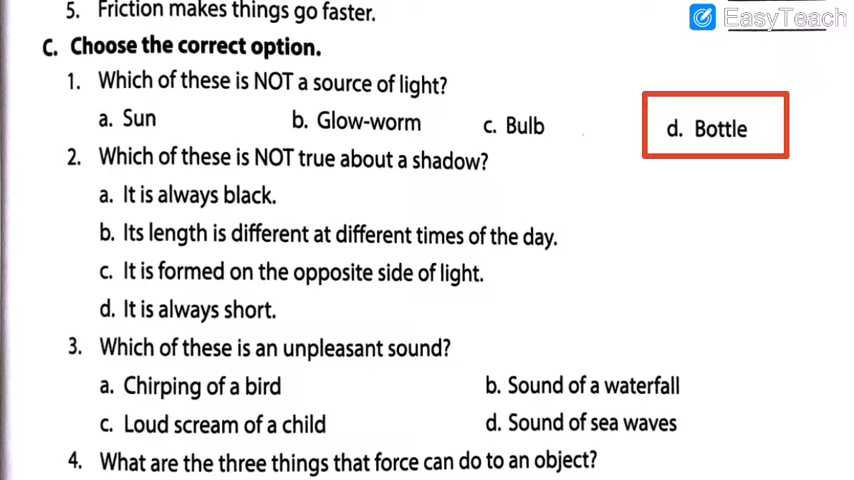 5. Friction makes things go faster.
EasyTeach
C. Choose the correct option.
1. Which of these is NOT a source of light?
a. Sun b. Glow-worm c. Bulb d. Bottle
2. Which of these is NOT true about a shadow?
a. It is always black.
b. Its length is different at different times of the day.
c. It is formed on the opposite side of light.
d. It is always short.
3. Which of these is an unpleasant sound?
a. Chirping of a bird b. Sound of a waterfall
c. Loud scream of a child d. Sound of sea waves
4. What are the three things that force can do to an object?